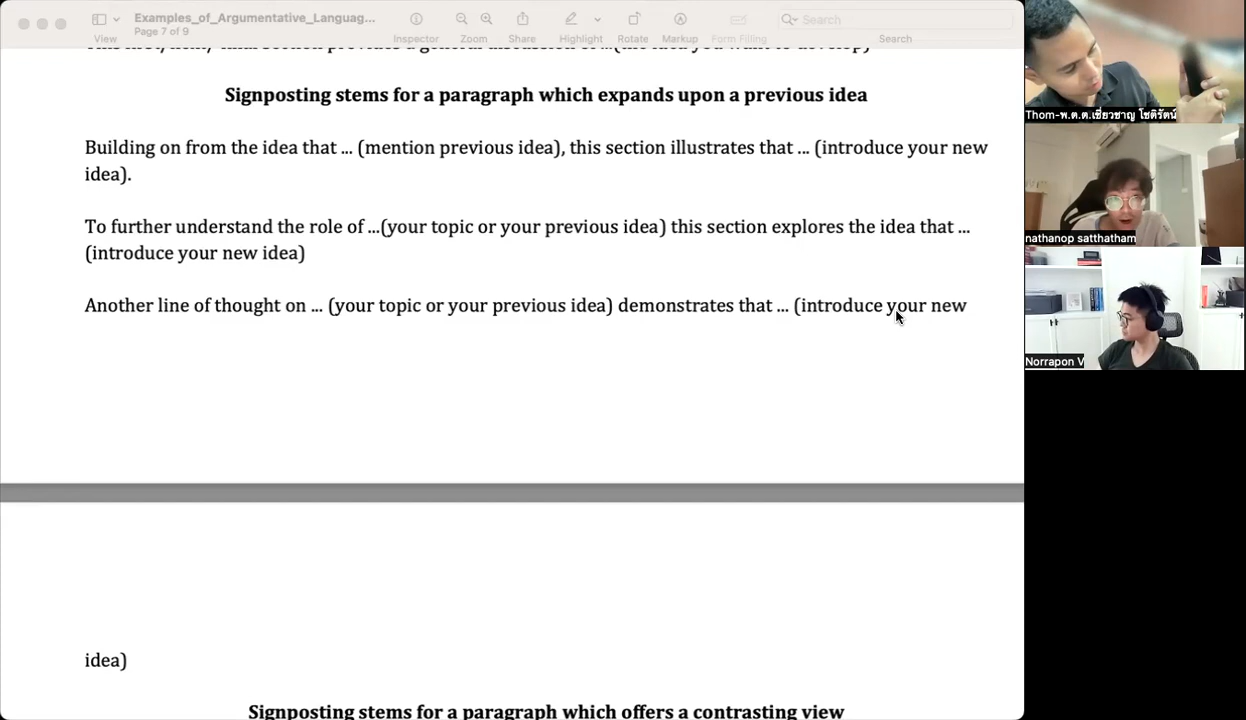 Examples_of_Argumentative_Languag...
Page 7 of 9
View
Inspector
Zoom
Share
Highlight
Rotate
Markup
Form Filling
Search
Search
Signposting stems for a paragraph which expands upon a previous idea
Building on from the idea that ... (mention previous idea), this section illustrates that ... (introduce your new
idea).
To further understand the role of ...(your topic or your previous idea) this section explores the idea that ...
(introduce your new idea)
Another line of thought on ... (your topic or your previous idea) demonstrates that ... (introduce your new
idea)
Signposting stems for a paragraph which offers a contrasting view
Thom-พ.ต.ต.เชี่ยวชาญ โชติรัตน์
nathanop satthatham
Norrapon V